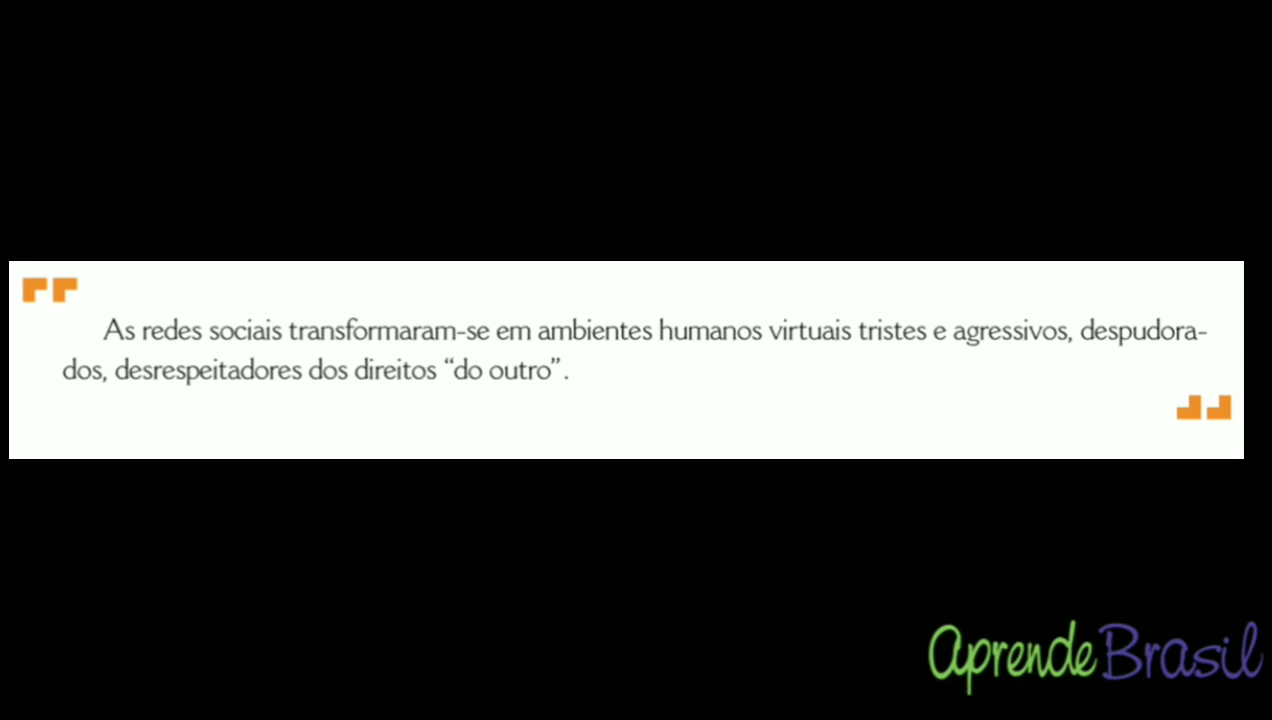 As redes sociais transformaram-se em ambientes humanos virtuais tristes e agressivos, despudora-
dos, desrespeitadores dos direitos “do outro”.
aprendeBrasil